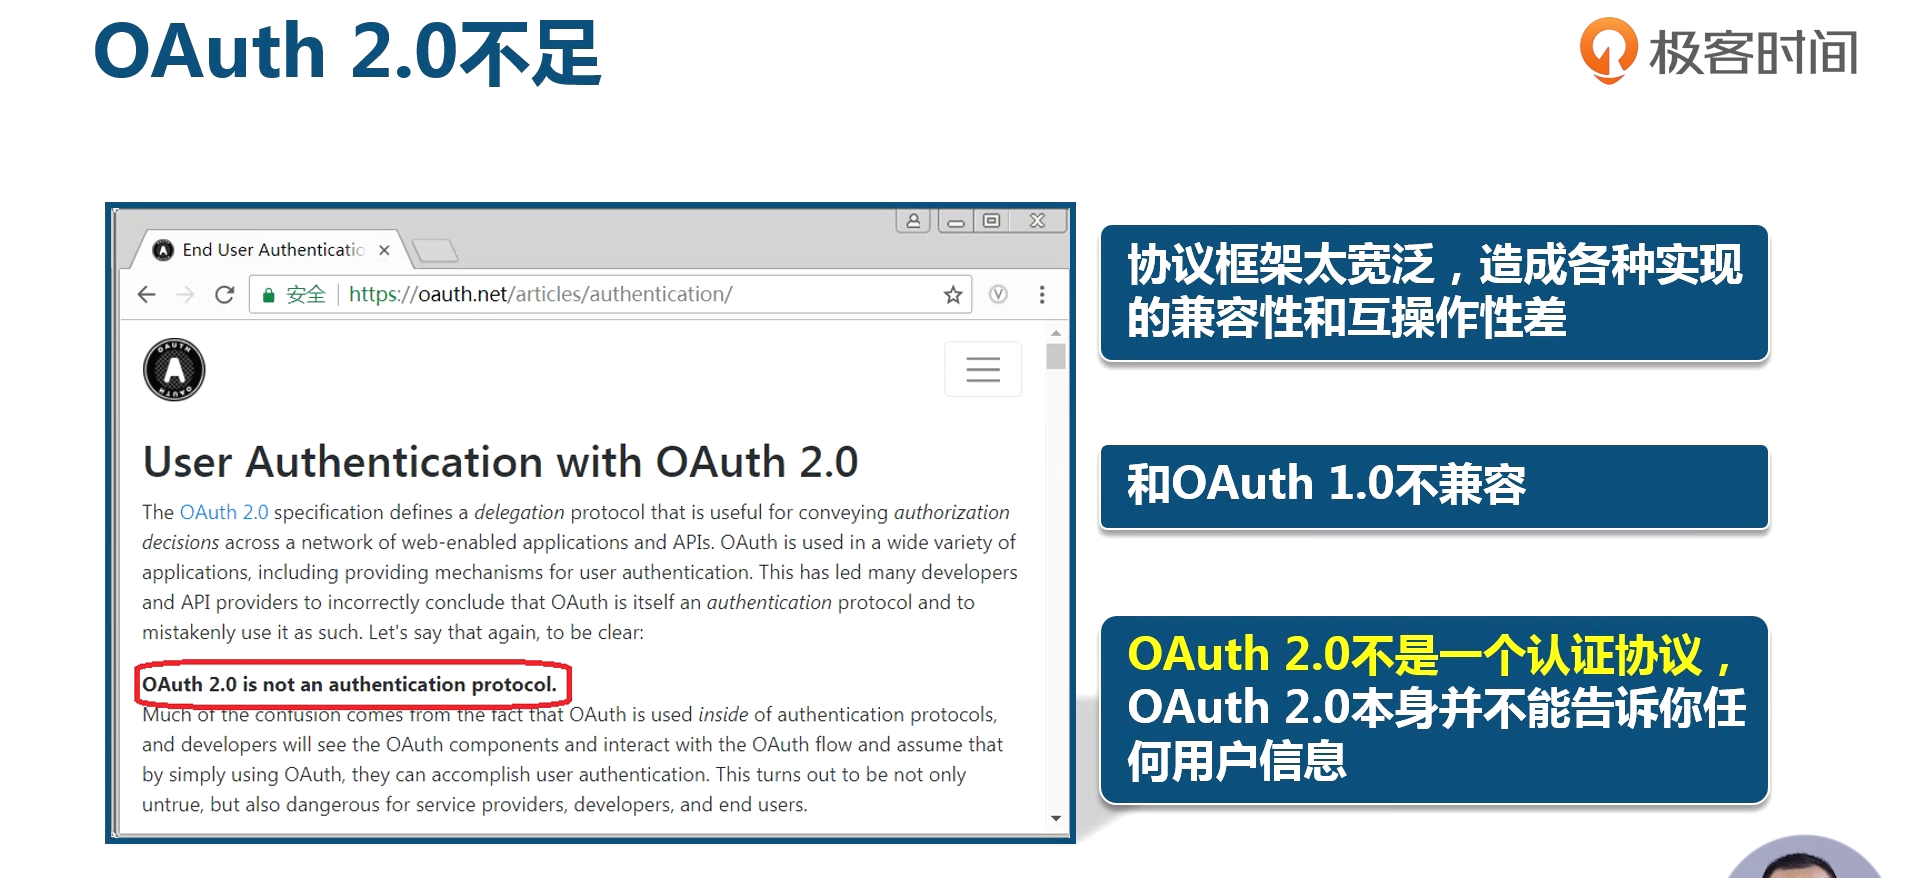 OAuth 2.0不足
极客时间
End User Authenticatio
安全
https://oauth.net/articles/authentication/
OAUTH
A
OAUTH
User Authentication with OAuth 2.0
The OAuth 2.0 specification defines a delegation protocol that is useful for conveying authorization
decisions across a network of web-enabled applications and APIs. OAuth is used in a wide variety of
applications, including providing mechanisms for user authentication. This has led many developers
and API providers to incorrectly conclude that OAuth is itself an authentication protocol and to
mistakenly use it as such. Let's say that again, to be clear:
OAuth 2.0 is not an authentication protocol.
Much of the confusion comes from the fact that OAuth is used inside of authentication protocols,
and developers will see the OAuth components and interact with the OAuth flow and assume that
by simply using OAuth, they can accomplish user authentication. This turns out to be not only
untrue, but also dangerous for service providers, developers, and end users.
协议框架太宽泛，造成各种实现
的兼容性和互操作性差
和OAuth 1.0不兼容
OAuth 2.0不是一个认证协议，
OAuth 2.0本身并不能告诉你任
何用户信息